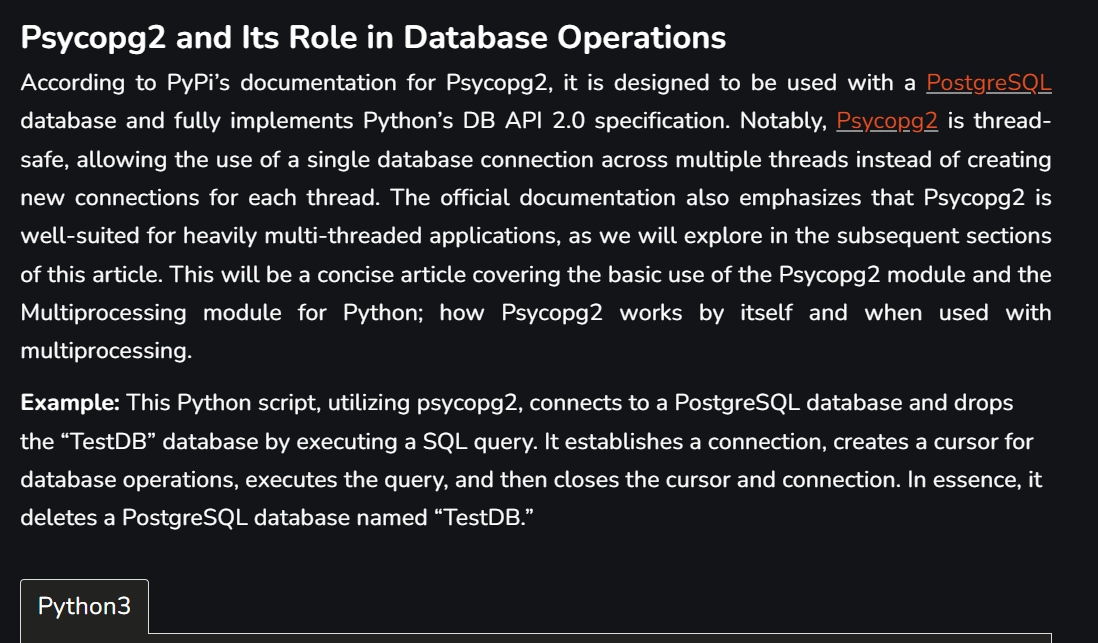 Psycopg2 and Its Role in Database Operations
According to PyPi’s documentation for Psycopg2, it is designed to be used with a PostgreSQL
database and fully implements Python’s DB API 2.0 specification. Notably, Psycopg2 is thread-
safe, allowing the use of a single database connection across multiple threads instead of creating
new connections for each thread. The official documentation also emphasizes that Psycopg2 is
well-suited for heavily multi-threaded applications, as we will explore in the subsequent sections
of this article. This will be a concise article covering the basic use of the Psycopg2 module and the
Multiprocessing module for Python; how Psycopg2 works by itself and when used with
multiprocessing.
Example: This Python script, utilizing psycopg2, connects to a PostgreSQL database and drops
the “TestDB” database by executing a SQL query. It establishes a connection, creates a cursor for
database operations, executes the query, and then closes the cursor and connection. In essence, it
deletes a PostgreSQL database named “TestDB.”
Python3